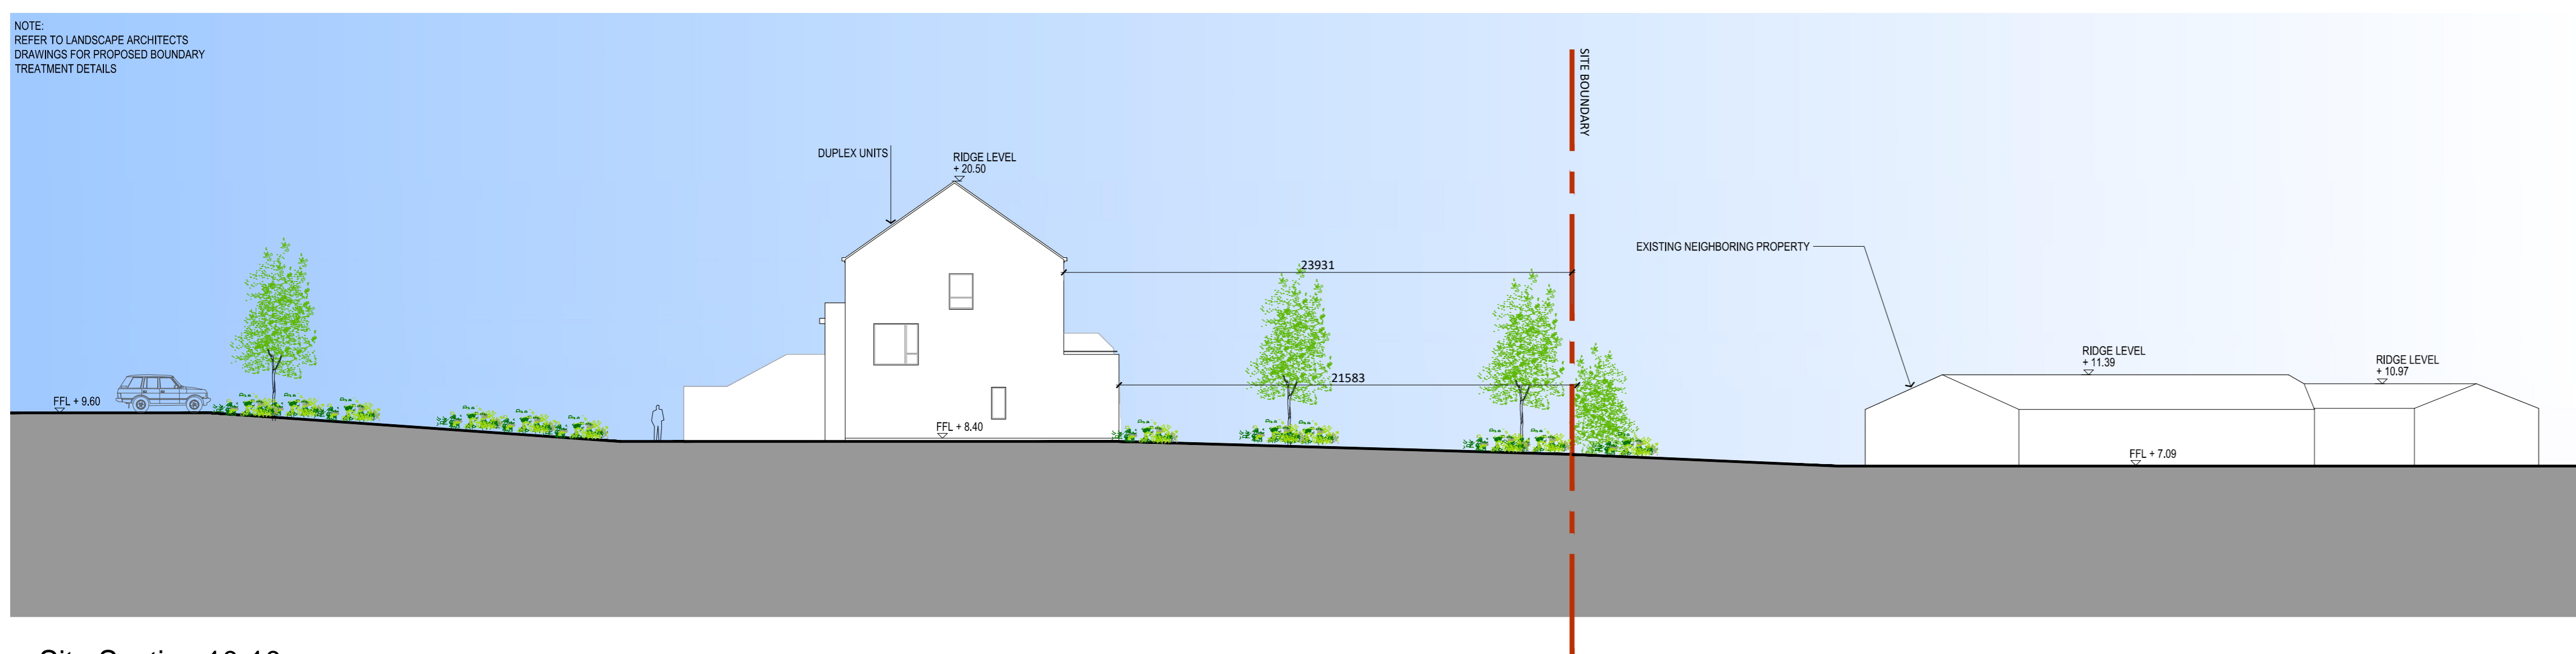 NOTE:
REFER TO LANDSCAPE ARCHITECTS
DRAWINGS FOR PROPOSED BOUNDARY
TREATMENT DETAILS
SITE BOUNDARY
DUPLEX UNITS
RIDGE LEVEL
+ 20.50
EXISTING NEIGHBORING PROPERTY
23931
RIDGE LEVEL
+ 11.39
RIDGE LEVEL
+ 10.97
21583
FFL + 9.60
FFL + 8.40
FFL + 7.09